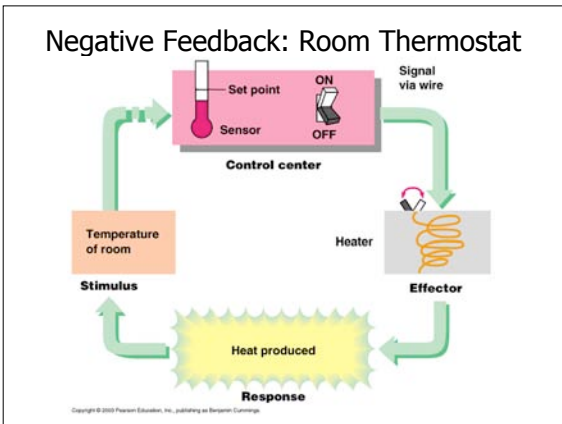 Negative Feedback: Room Thermostat
Set point
Sensor
ON
OFF
Control center
Signal
via wire
Temperature
of room
Stimulus
Heater
Effector
Heat produced
Response
Copyright © 2003 Pearson Education, Inc., publishing as Benjamin Cummings.